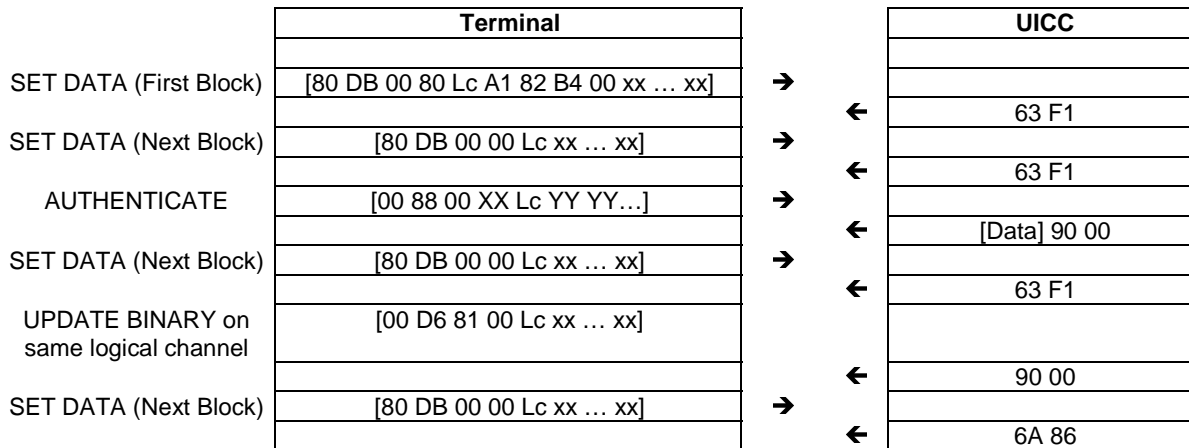 Terminal UICC
SET DATA (First Block) [80 DB 00 80 Lc A1 82 B4 00 xx … xx] ➔
🡰 63 F1
SET DATA (Next Block) [80 DB 00 00 Lc xx … xx] ➔
🡰 63 F1
AUTHENTICATE [00 88 00 XX Lc YY YY…] ➔
🡰 [Data] 90 00
SET DATA (Next Block) [80 DB 00 00 Lc xx … xx] ➔
🡰 63 F1
UPDATE BINARY on [00 D6 81 00 Lc xx … xx]
same logical channel
🡰 90 00
SET DATA (Next Block) [80 DB 00 00 Lc xx … xx] ➔
🡰 6A 86